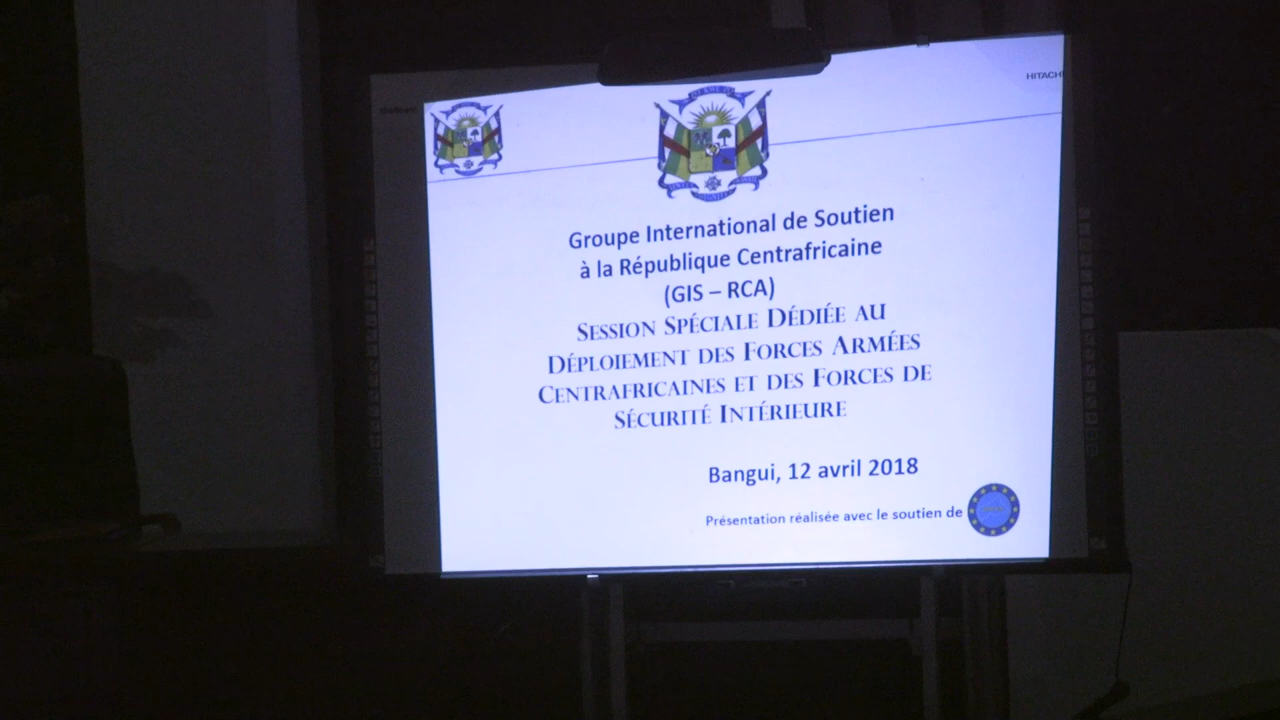 HITACHI
Groupe International de Soutien
à la République Centrafricaine
(GIS – RCA)
SESSION SPÉCIALE DÉDIÉE AU
DÉPLOIEMENT DES FORCES ARMÉES
CENTRAFRICAINES ET DES FORCES DE
SÉCURITÉ INTÉRIEURE
Bangui, 12 avril 2018
Présentation réalisée avec le soutien de